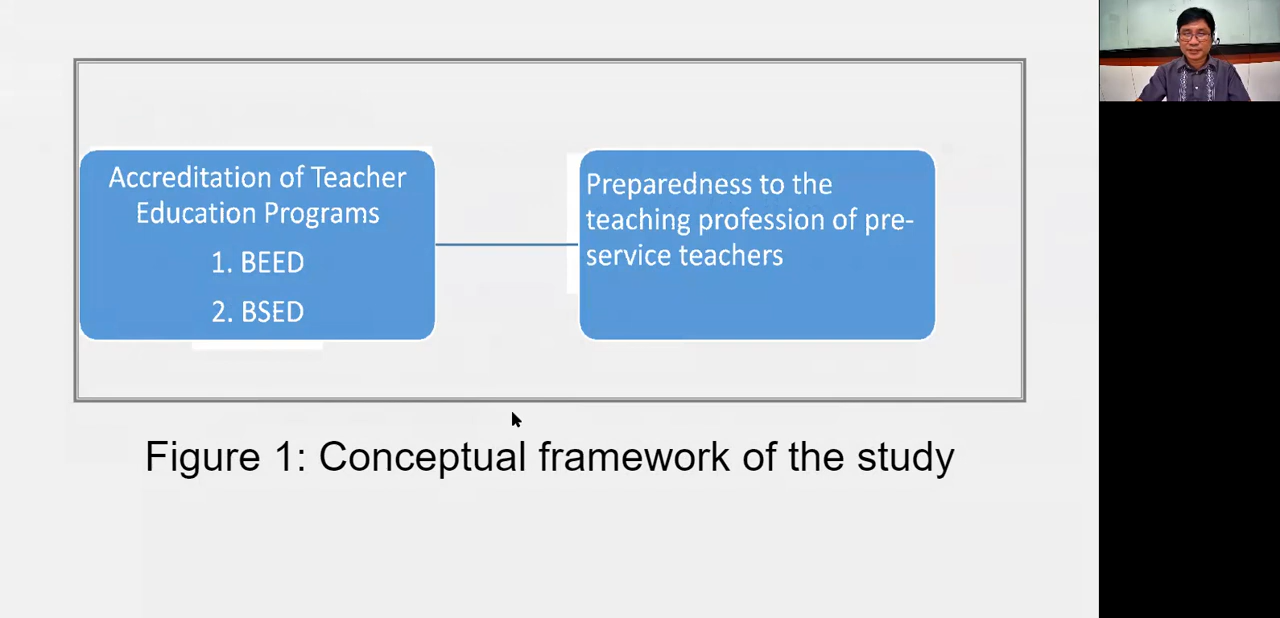 Accreditation of Teacher
Education Programs
1. BEED
2. BSED
Preparedness to the
teaching profession of pre-
service teachers
Figure 1: Conceptual framework of the study